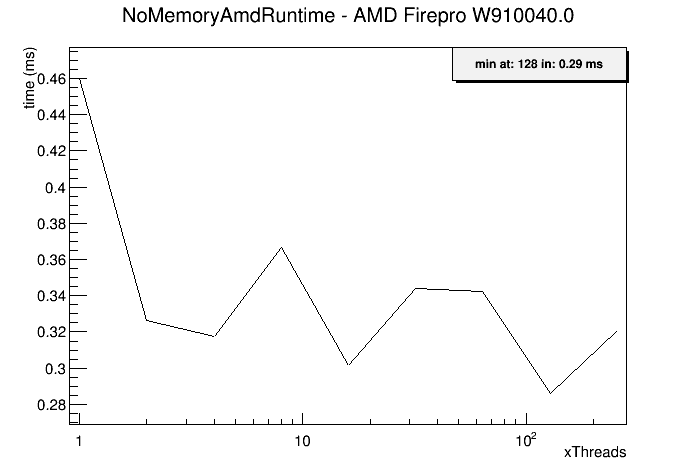 NoMemoryAmdRuntime - AMD Firepro W910040.0
min at: 128 in: 0.29 ms
time (ms)
0.46
0.44
0.42
0.4
0.38
0.36
0.34
0.32
0.3
0.28
1 10 10²
xThreads